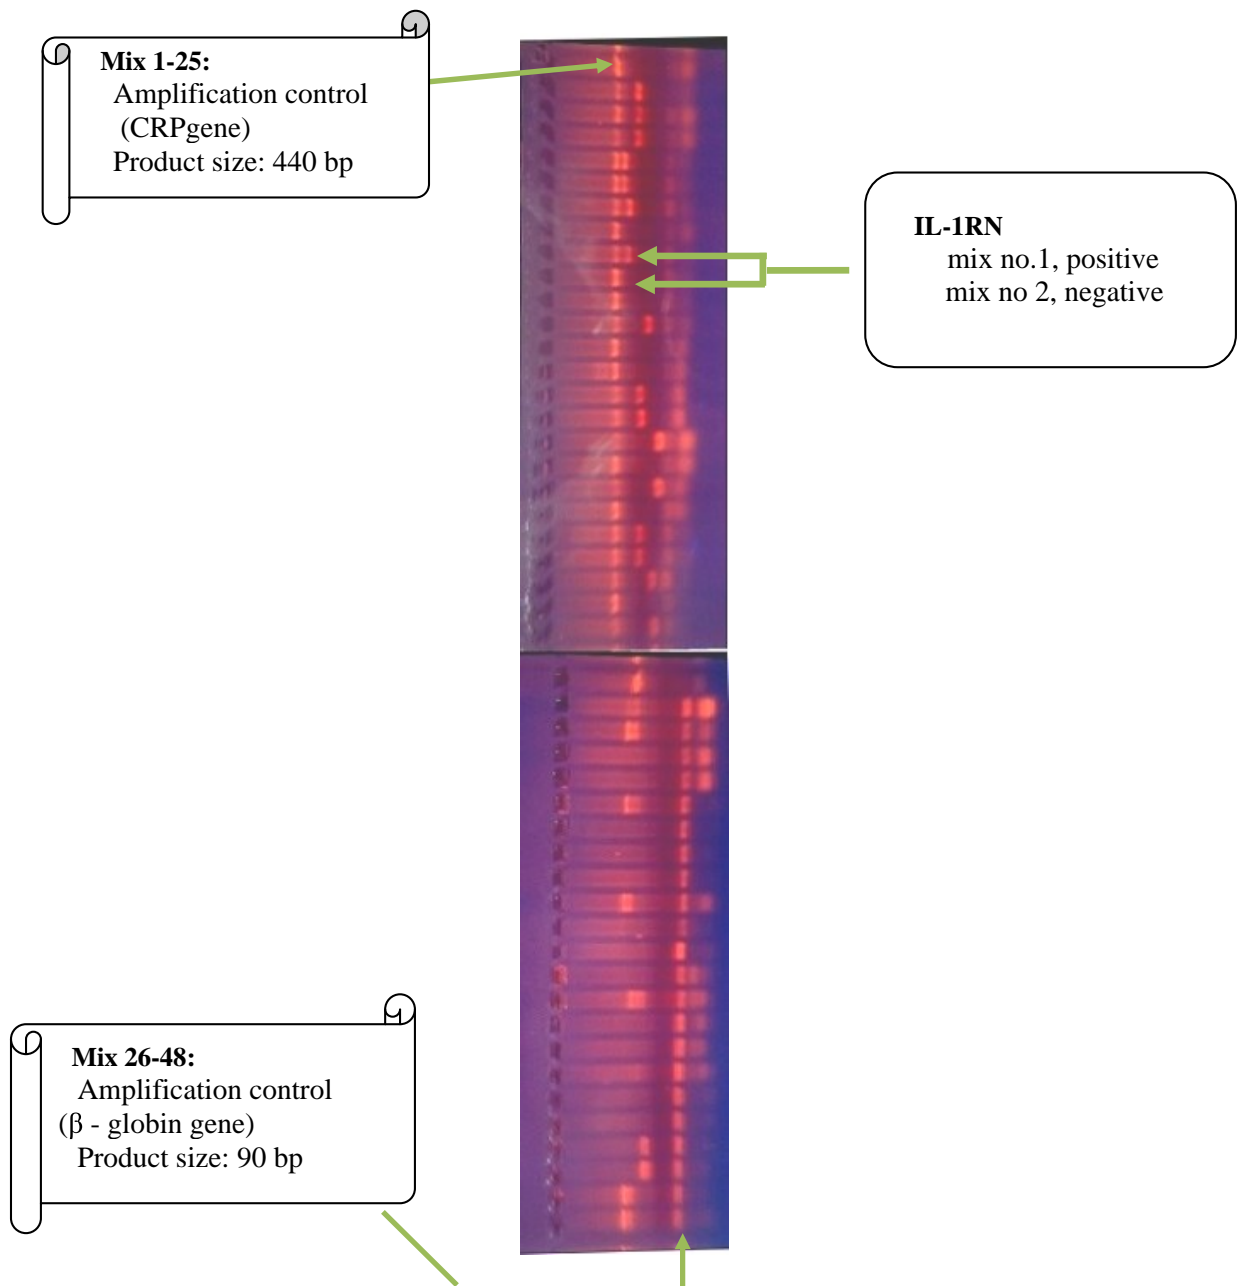 Mix 1-25:
Amplification control
(CRPgene)
Product size: 440 bp
IL-1RN
mix no.1, positive
mix no 2, negative
Mix 26-48:
Amplification control
(β - globin gene)
Product size: 90 bp